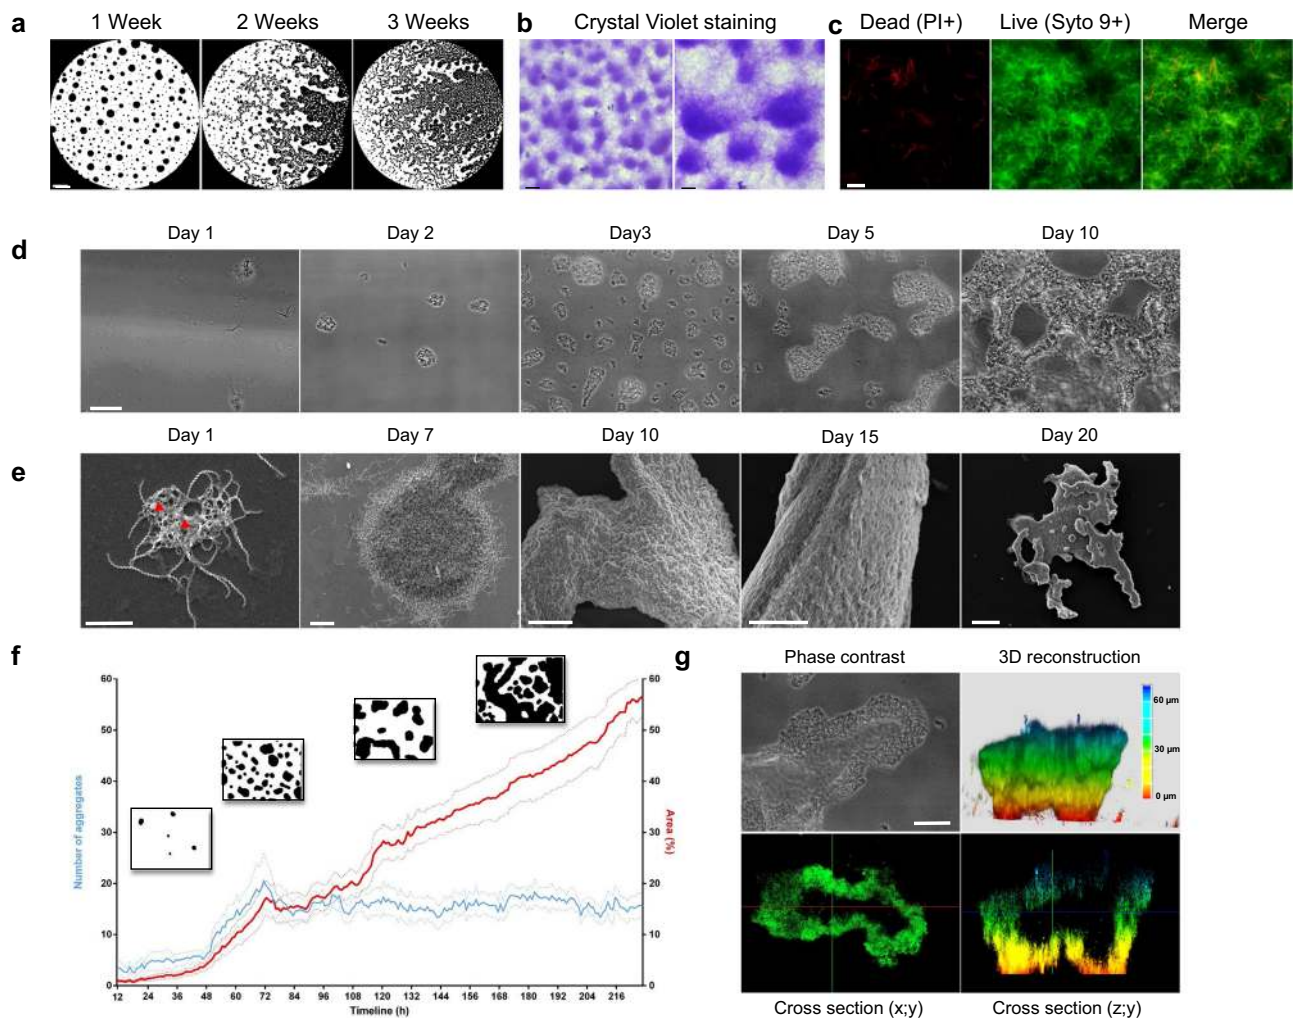 a
1 Week 2 Weeks 3 Weeks
b
Crystal Violet staining
c
Dead (PI+) Live (Syto 9+) Merge
d
Day 1 Day 2 Day3 Day 5 Day 10
e
Day 1 Day 7 Day 10 Day 15 Day 20
f
60
50
40
30
20
10
0
Number of aggregates
12 24 36 48 60 72 84 96 108 120 132 144 156 168 180 192 204 216
Timeline (h)
60
50
40
30
20
10
0
Area (%)
g
Phase contrast 3D reconstruction
60 µm
30 µm
0 µm
Cross section (x;y) Cross section (z;y)